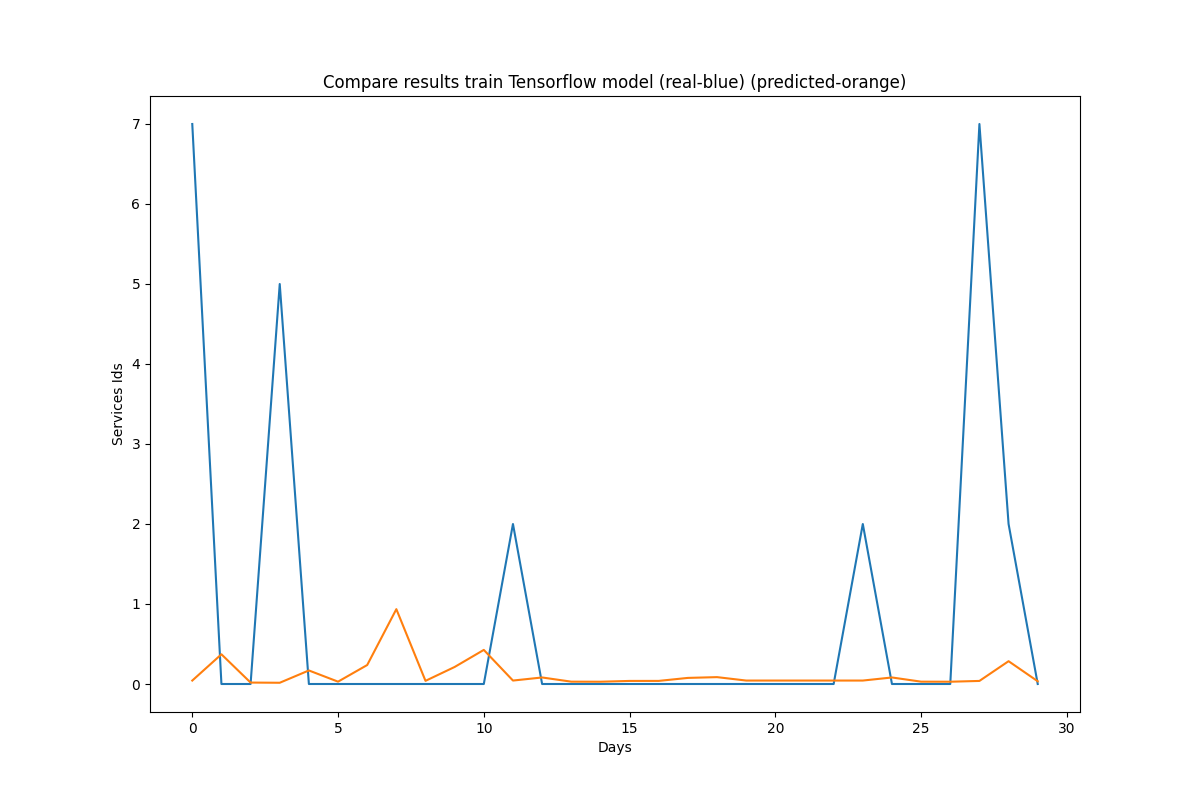 Compare results train Tensorflow model (real-blue) (predicted-orange)
7
6
5
4
3
2
1
0
Services Ids
0 5 10 15 20 25 30
Days